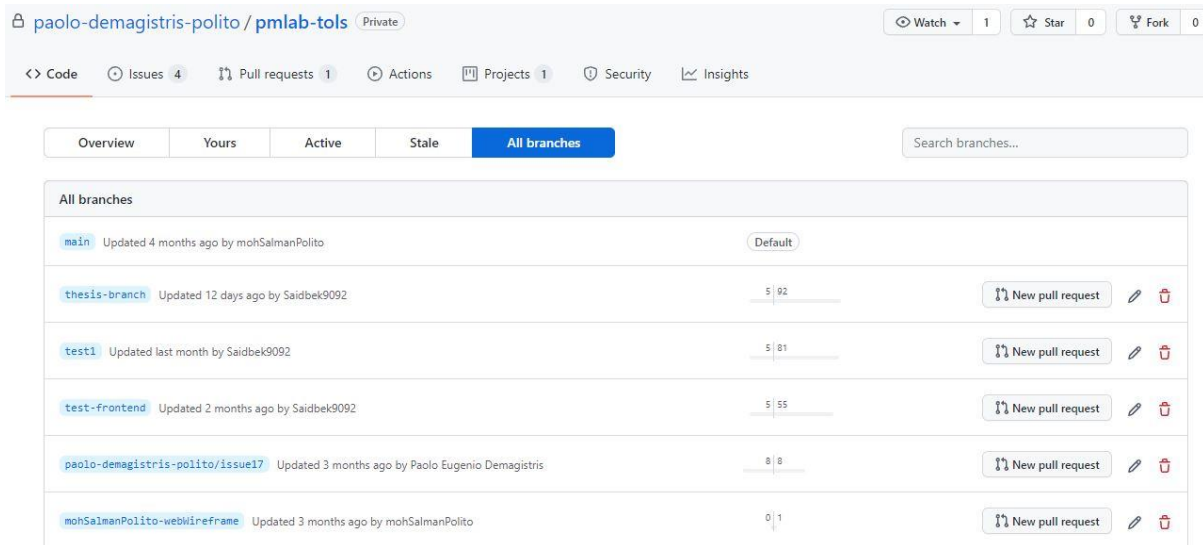 paolo-demagistris-polito / pmlab-tols Private Watch 1 Star 0 Fork 0
Code Issues 4 Pull requests 1 Actions Projects 1 Security Insights
Overview Yours Active Stale All branches Search branches...
All branches
main Updated 4 months ago by mohSalmanPolito Default
thesis-branch Updated 12 days ago by Saidbek9092 5 92 New pull request
test1 Updated last month by Saidbek9092 5 81 New pull request
test-frontend Updated 2 months ago by Saidbek9092 5 55 New pull request
paolo-demagistris-polito/issue17 Updated 3 months ago by Paolo Eugenio Demagistris 8 8 New pull request
mohSalmanPolito-webWireframe Updated 3 months ago by mohSalmanPolito 0 1 New pull request